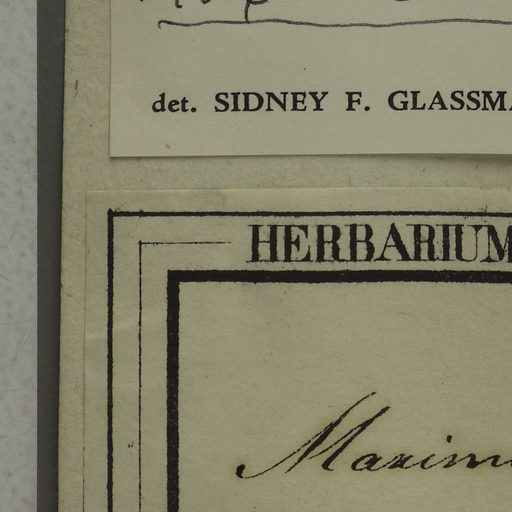 det. SIDNEY F. GLASSMA
HERBARIUM
Maxim